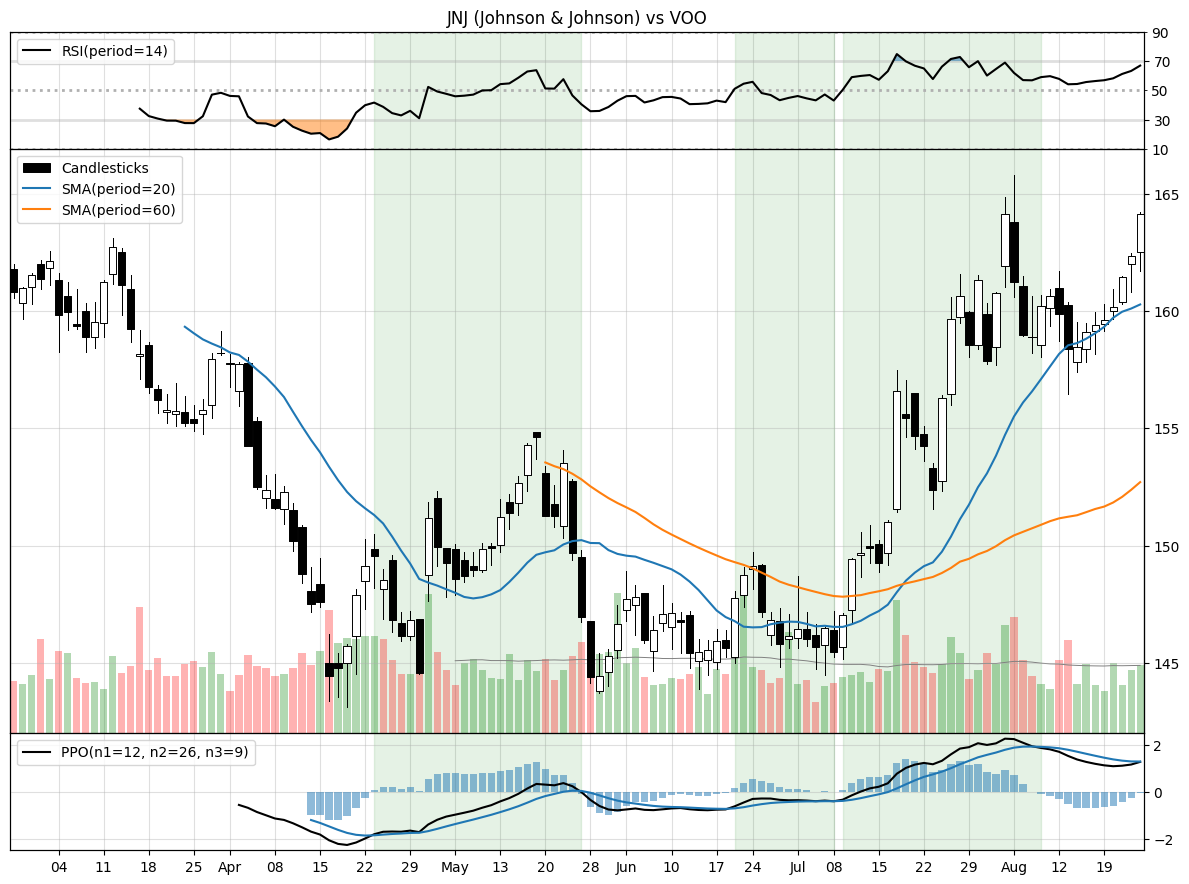 JNJ (Johnson & Johnson) vs VOO
RSI(period=14)
90
70
50
30
10
Candlesticks
SMA(period=20)
SMA(period=60)
165
160
155
150
145
PPO(n1=12, n2=26, n3=9)
2
0
−2
04 11 18 25 Apr 08 15 22 29 May 13 20 28 Jun 10 17 24 Jul 08 15 22 29 Aug 12 19